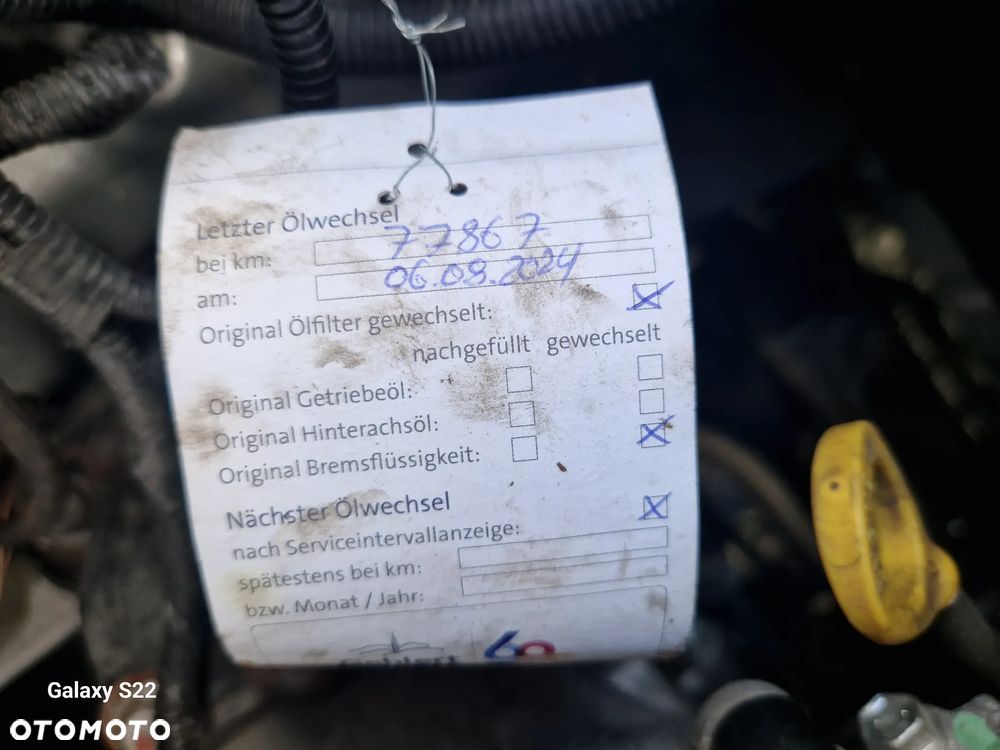 Letzter Ölwechsel
bei km: 77867
am: 06.08.2024
Original Ölfilter gewechselt:
nachgefüllt gewechselt
Original Getriebeöl:
Original Hinterachsöl:
Original Bremsflüssigkeit:
Nächster Ölwechsel
nach Serviceintervallanzeige:
spätestens bei km:
bzw. Monat / Jahr:
60
Galaxy S22
OTOMOTO